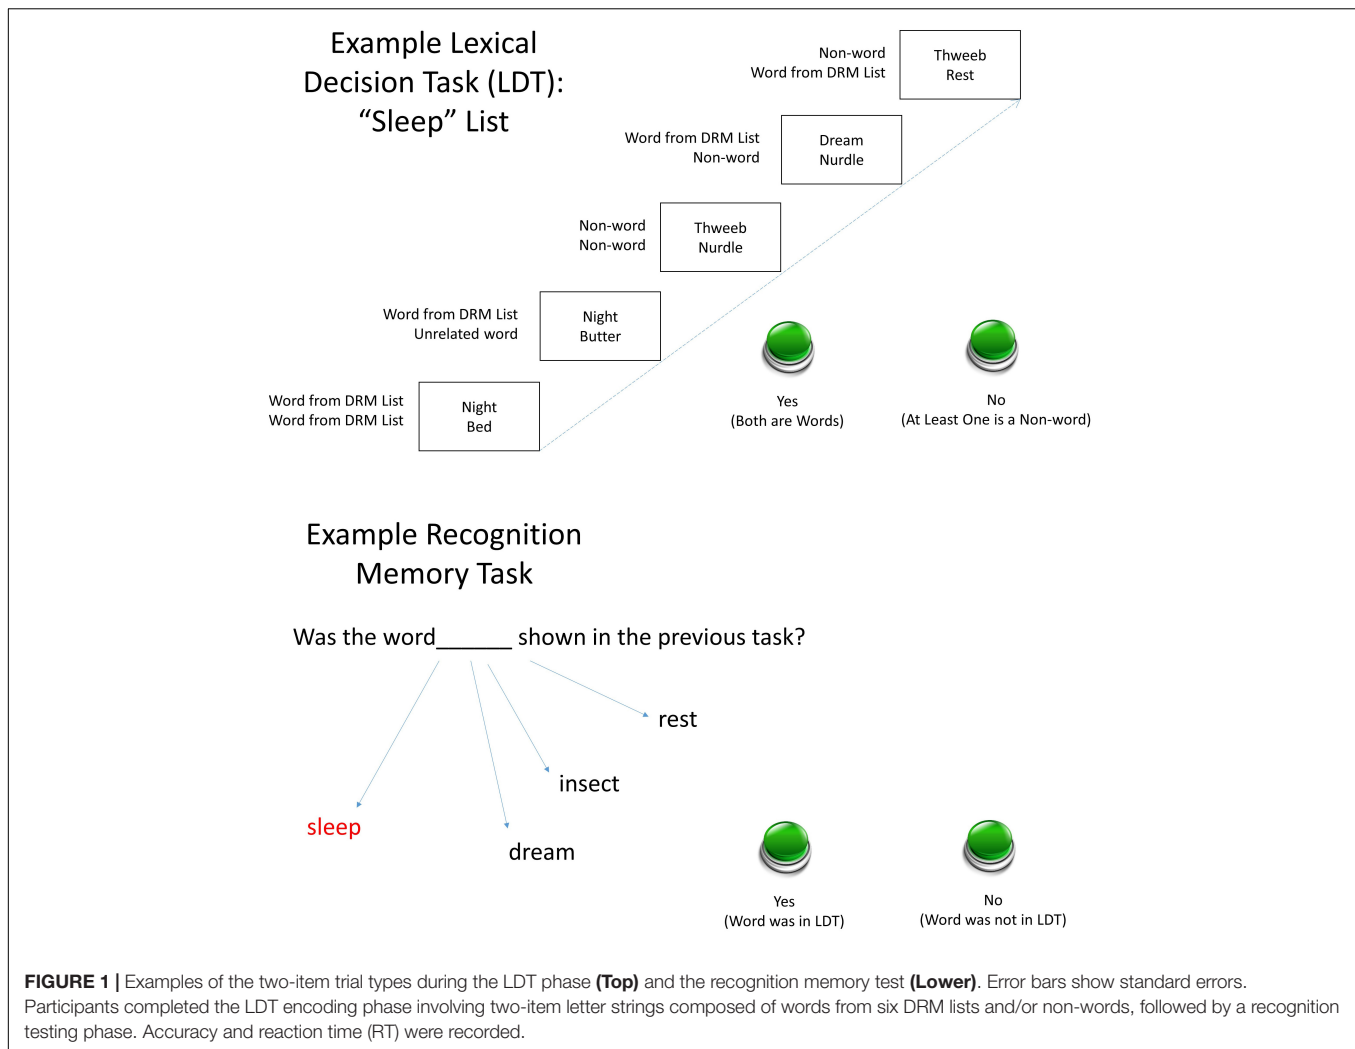 Example Lexical
Decision Task (LDT):
“Sleep” List
Non-word
Word from DRM List
Thweeb
Rest
Word from DRM List
Non-word
Dream
Nurdle
Non-word
Non-word
Thweeb
Nurdle
Word from DRM List
Unrelated word
Night
Butter
Word from DRM List
Word from DRM List
Night
Bed
Yes
(Both are Words)
No
(At Least One is a Non-word)
Example Recognition
Memory Task
Was the word______ shown in the previous task?
rest
insect
sleep
dream
Yes
(Word was in LDT)
No
(Word was not in LDT)
FIGURE 1 | Examples of the two-item trial types during the LDT phase (Top) and the recognition memory test (Lower). Error bars show standard errors.
Participants completed the LDT encoding phase involving two-item letter strings composed of words from six DRM lists and/or non-words, followed by a recognition
testing phase. Accuracy and reaction time (RT) were recorded.